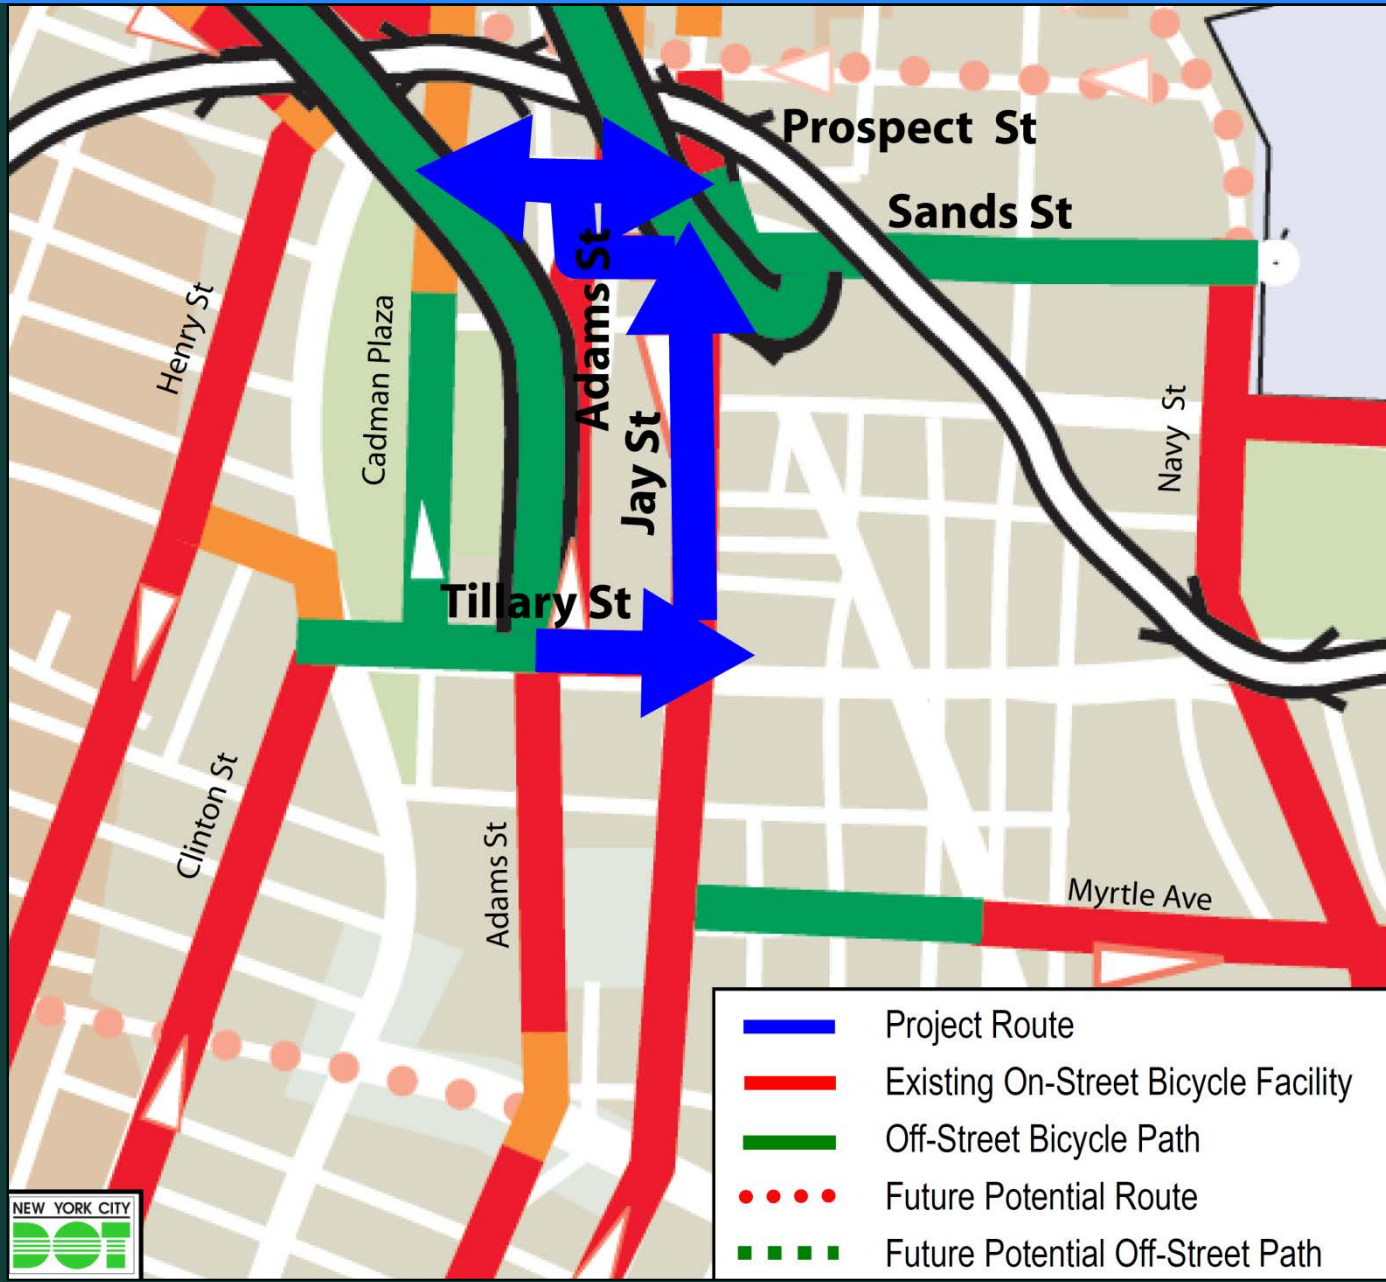 Prospect St
Sands St
Adams St
Henry St
Cadman Plaza
Jay St
Navy St
Tillary St
Clinton St
Adams St
Myrtle Ave
Project Route
Existing On-Street Bicycle Facility
Off-Street Bicycle Path
Future Potential Route
Future Potential Off-Street Path
NEW YORK CITY
DOT